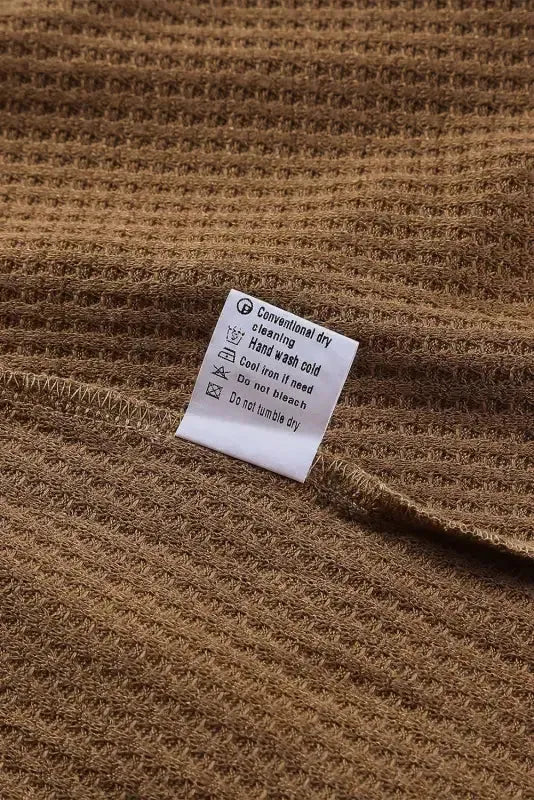 P Conventional dry
cleaning
Hand wash cold
Cool iron if need
Do not bleach
Do not tumble dry